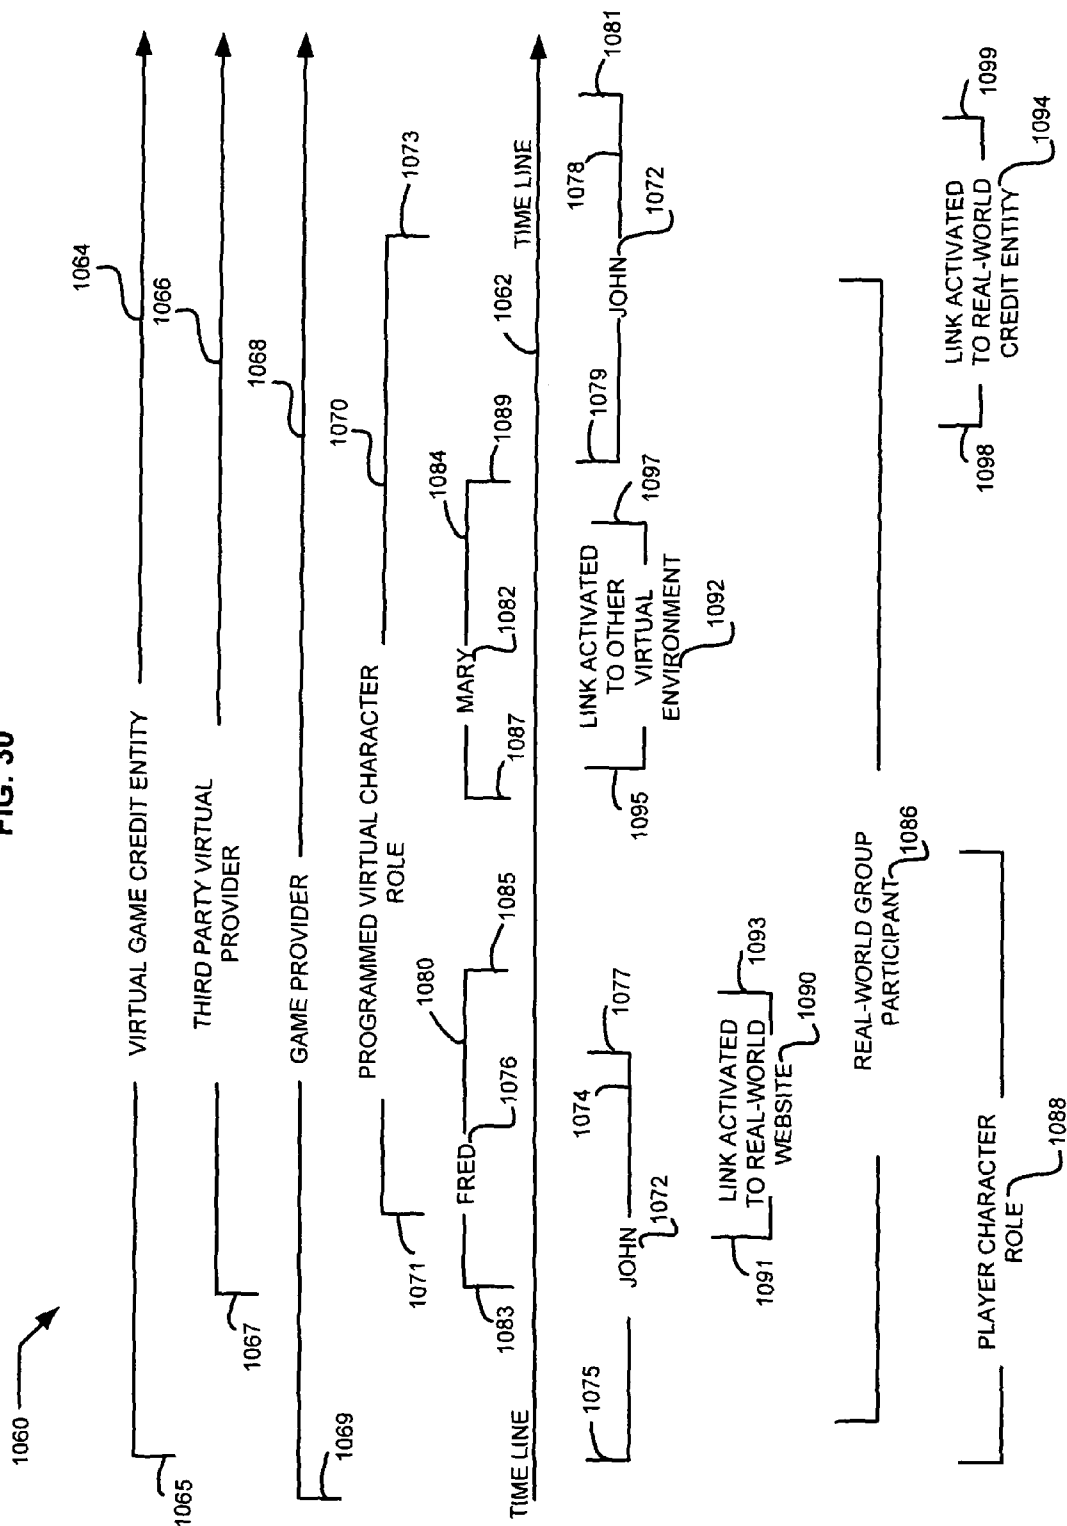 FIG. 30
1060
1064
VIRTUAL GAME CREDIT ENTITY
1065
1066
THIRD PARTY VIRTUAL
PROVIDER
1067
1068
GAME PROVIDER
1069
1070
PROGRAMMED VIRTUAL CHARACTER
ROLE
1071
1073
1080
FRED
1076
1083
1085
1084
MARY
1082
1087
1089
TIME LINE
1062
TIME LINE
1075
JOHN
1072
1074
1077
1095
LINK ACTIVATED
TO OTHER
VIRTUAL
ENVIRONMENT
1092
1097
1079
JOHN
1072
1078
1081
1091
LINK ACTIVATED
TO REAL-WORLD
WEBSITE
1090
1093
REAL-WORLD GROUP
PARTICIPANT
1086
PLAYER CHARACTER
ROLE
1088
1098
LINK ACTIVATED
TO REAL-WORLD
CREDIT ENTITY
1094
1099